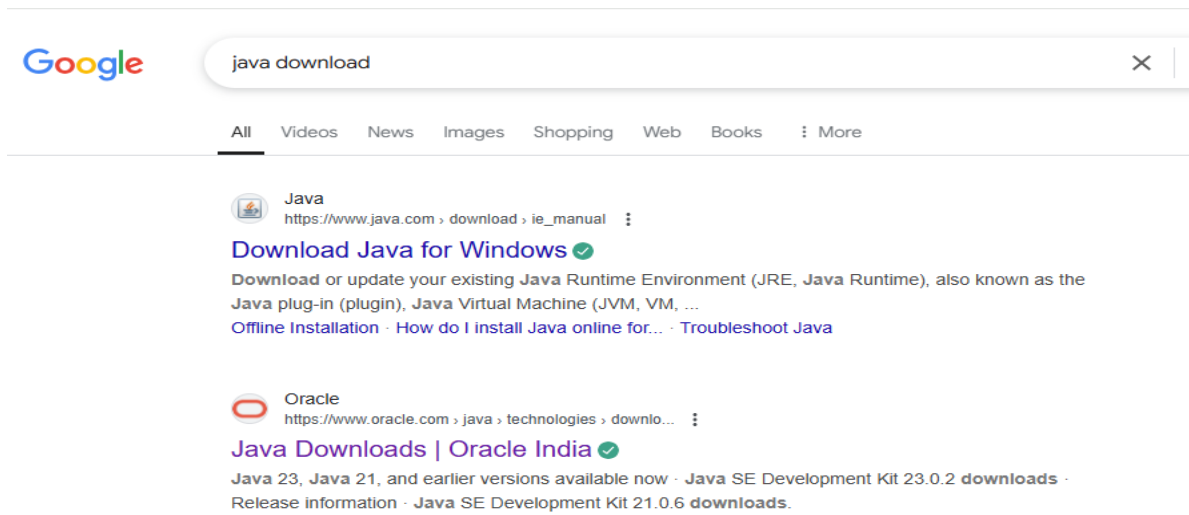 Google
java download
All Videos News Images Shopping Web Books More
Java
https://www.java.com › download › ie_manual
Download Java for Windows
Download or update your existing Java Runtime Environment (JRE, Java Runtime), also known as the
Java plug-in (plugin), Java Virtual Machine (JVM, VM, ...
Offline Installation · How do I install Java online for... · Troubleshoot Java
Oracle
https://www.oracle.com › java › technologies › downlo...
Java Downloads | Oracle India
Java 23, Java 21, and earlier versions available now · Java SE Development Kit 23.0.2 downloads ·
Release information · Java SE Development Kit 21.0.6 downloads.